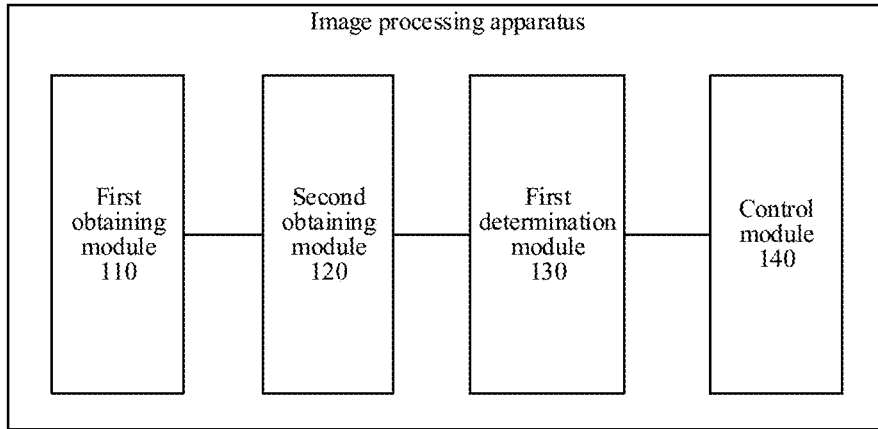 Image processing apparatus
First
obtaining
module
110
Second
obtaining
module
120
First
determination
module
130
Control
module
140